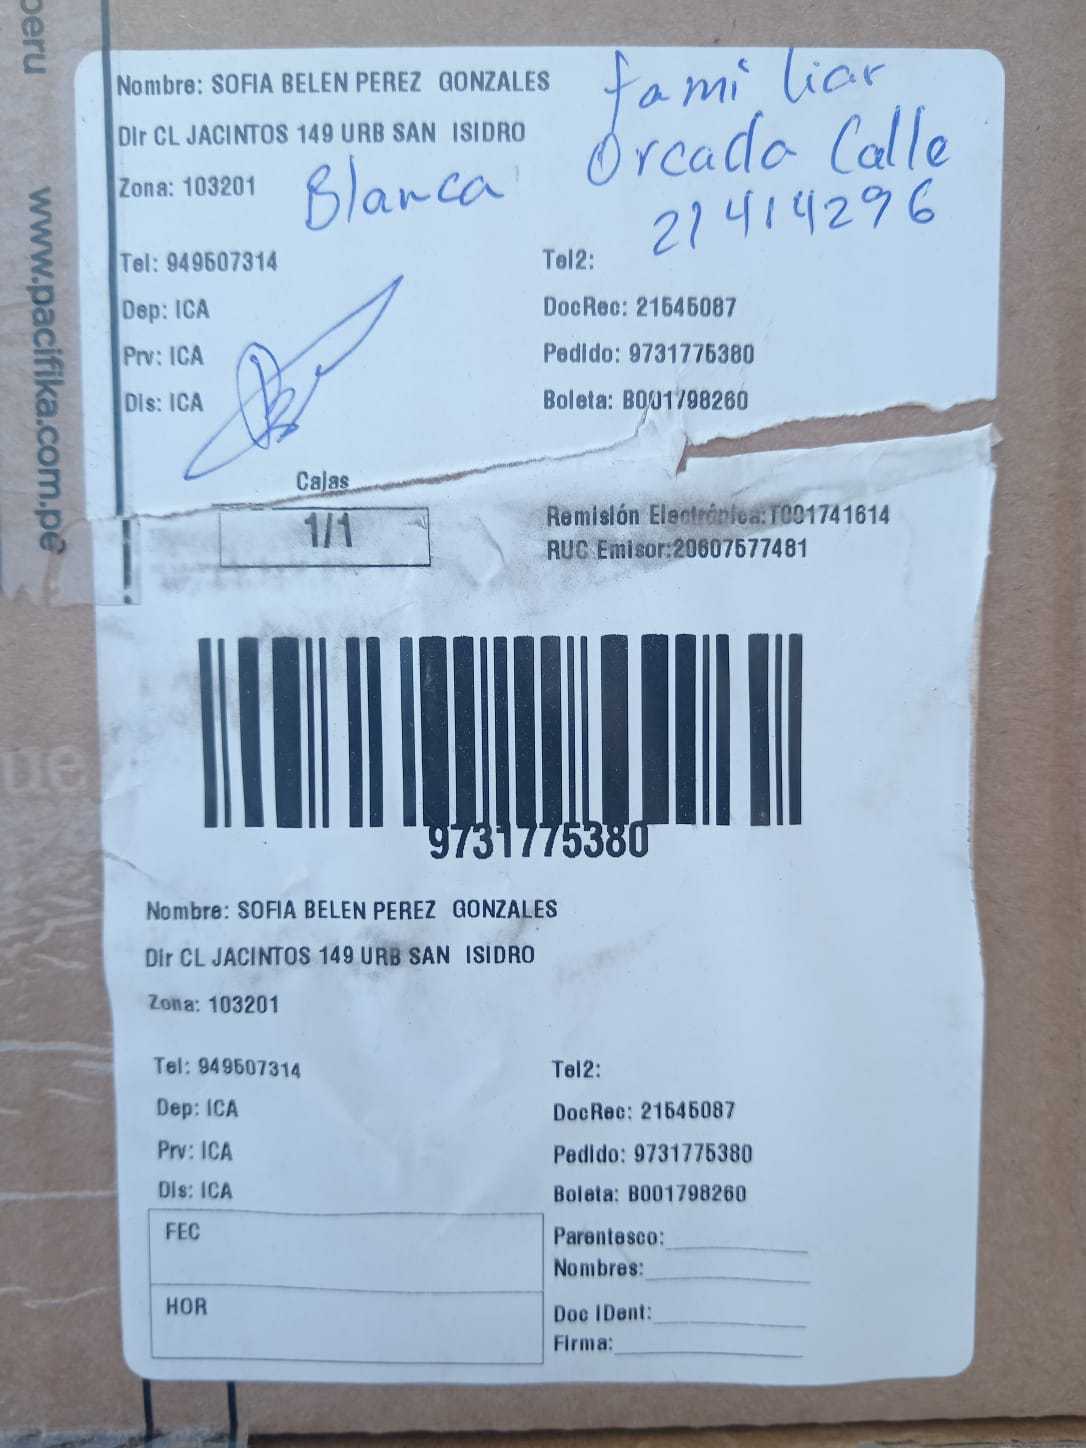 peru
www.pacifika.com.pe
Nombre: SOFIA BELEN PEREZ GONZALES
familiar
Dir CL JACINTOS 149 URB SAN ISIDRO
Orcada Calle
Zona: 103201
Blanca
21414296
Tel: 949507314
Tel2:
Dep: ICA
DocRec: 21545087
Prv: ICA
Pedido: 9731775380
Dis: ICA
Boleta: B001798260
Cajas
1/1
Remisión Electrónica:T001741614
RUC Emisor:20607577481
9731775380
Nombre: SOFIA BELEN PEREZ GONZALES
Dir CL JACINTOS 149 URB SAN ISIDRO
Zona: 103201
Tel: 949507314
Tel2:
Dep: ICA
DocRec: 21545087
Prv: ICA
Pedido: 9731775380
Dis: ICA
Boleta: B001798260
FEC
Parentesco:
Nombres:
HOR
Doc IDent:
Firma: